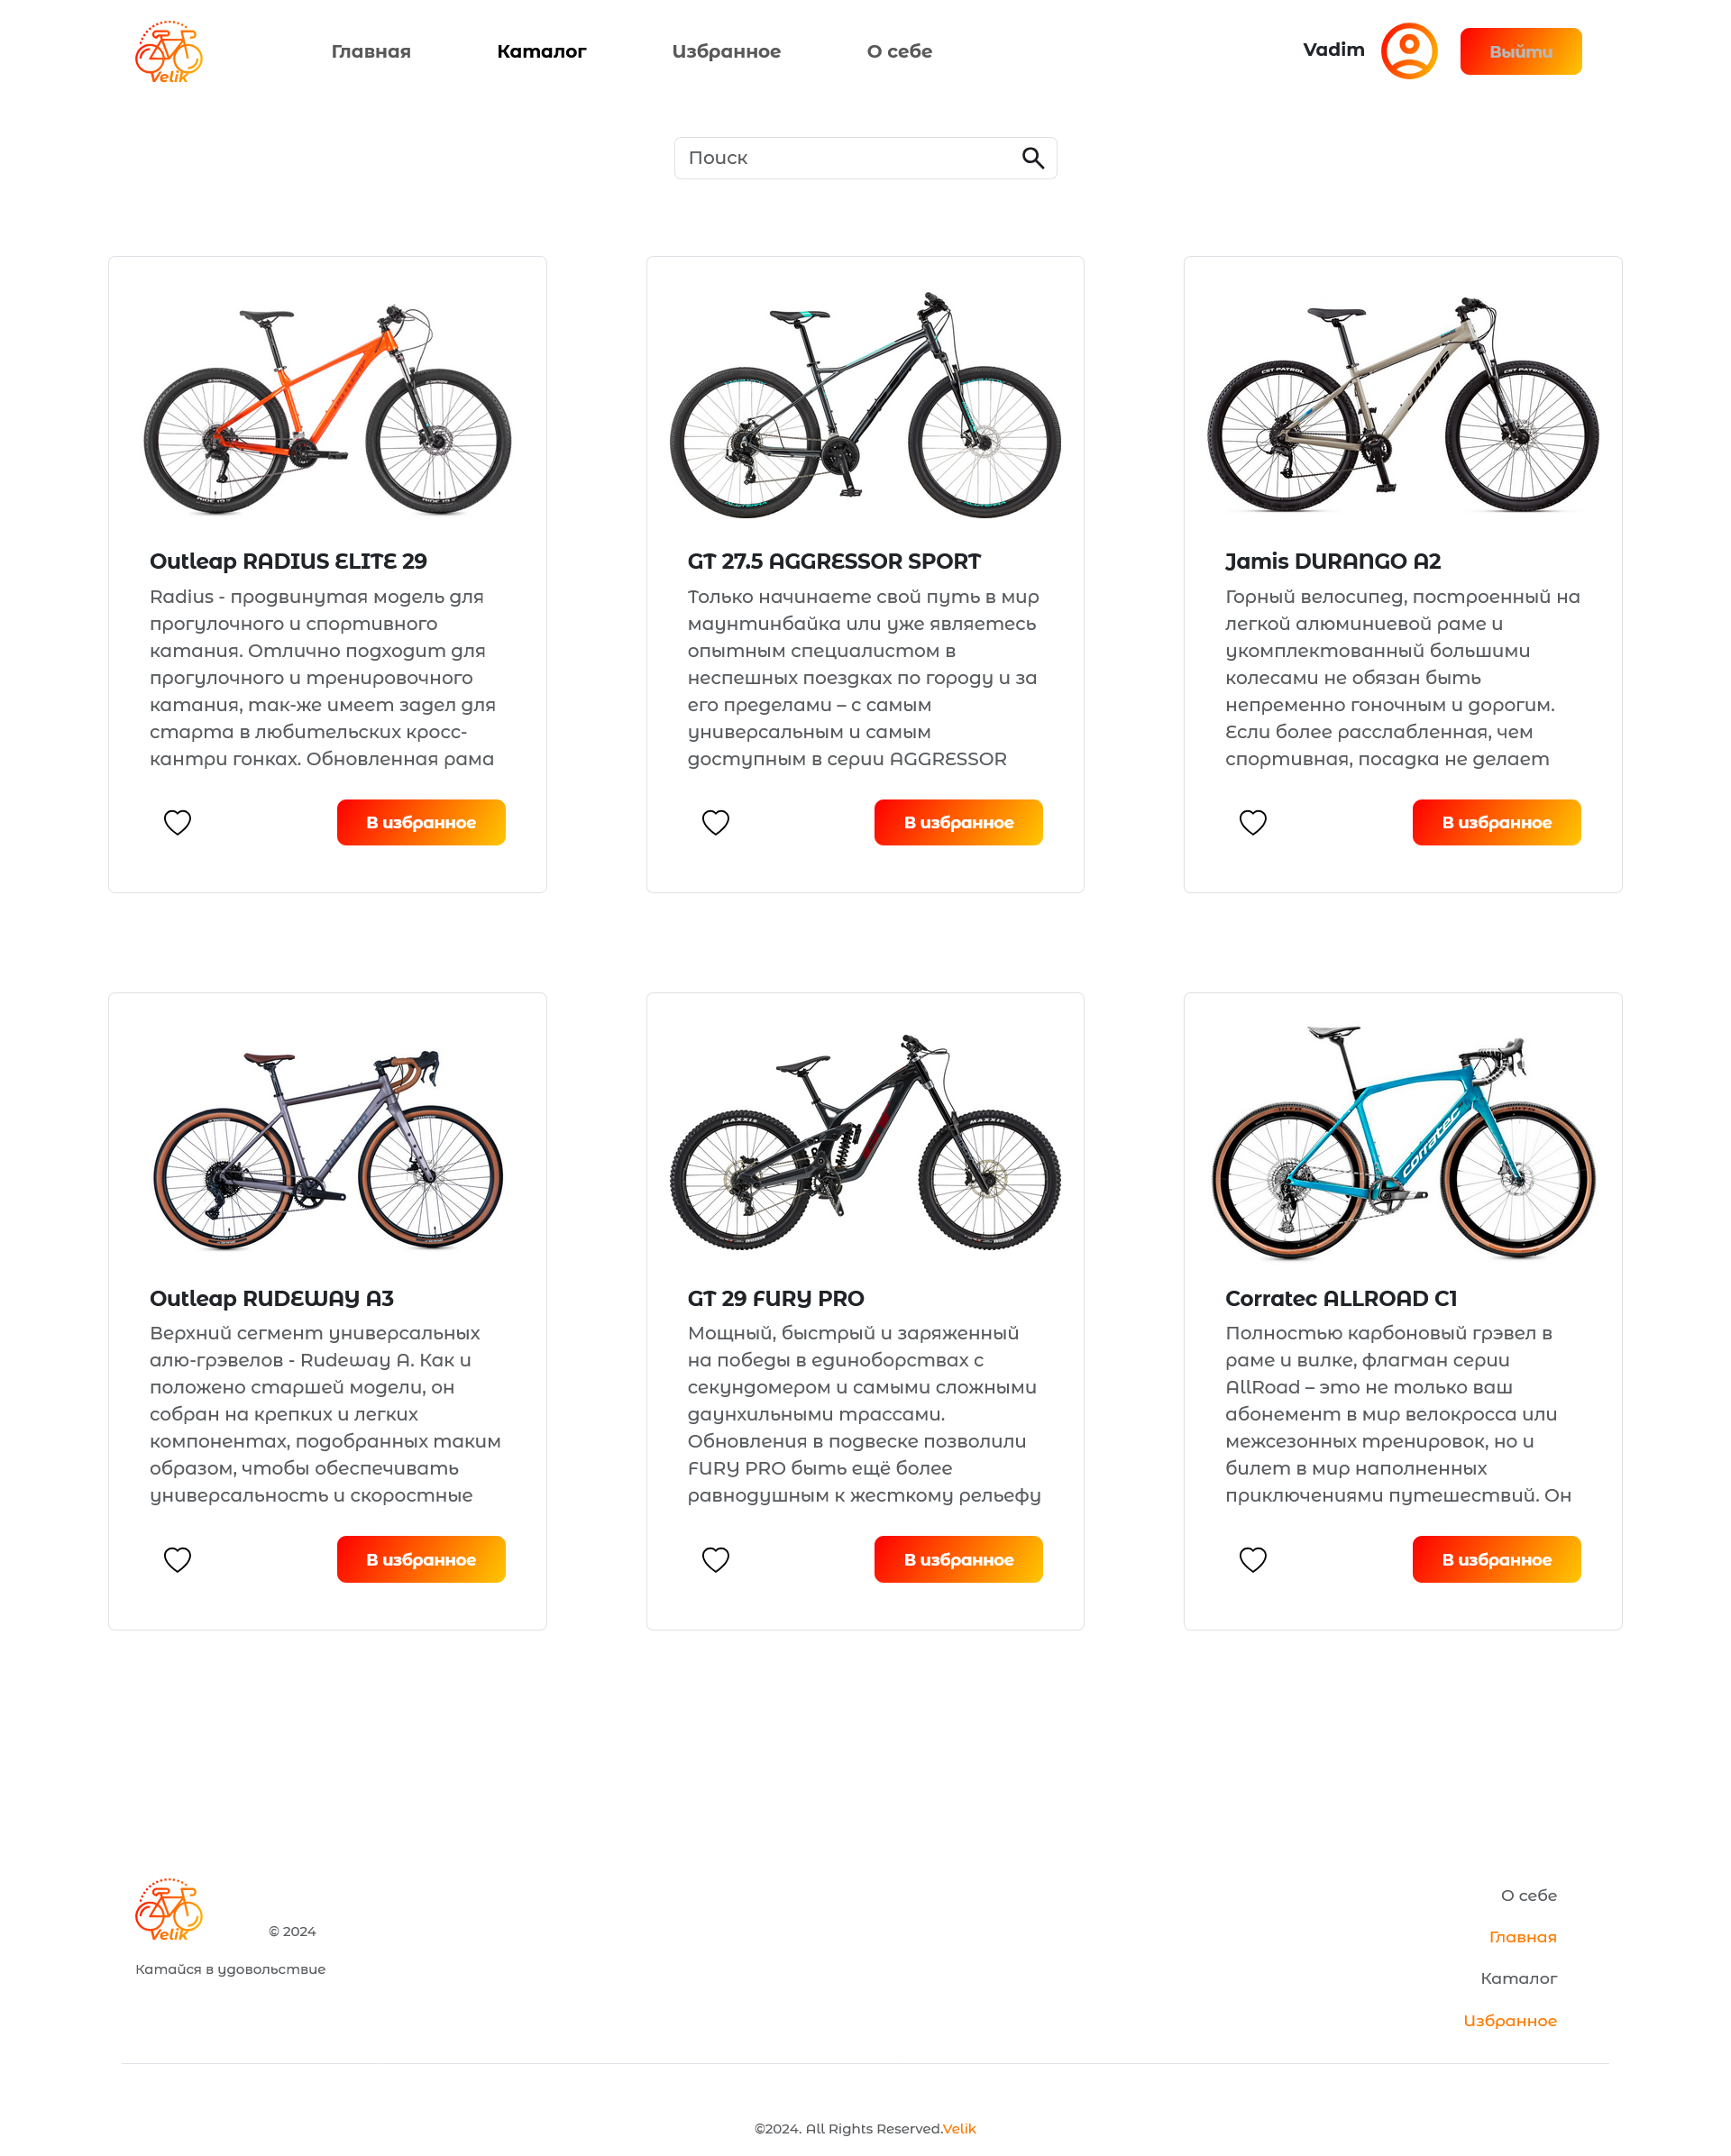 Velik
Главная
Каталог
Избранное
О себе
Vadim
Выйти
Поиск
Outleap RADIUS ELITE 29
Radius - продвинутая модель для
прогулочного и спортивного
катания. Отлично подходит для
прогулочного и тренировочного
катания, так-же имеет задел для
старта в любительских кросс-
кантри гонках. Обновленная рама
В избранное
GT 27.5 AGGRESSOR SPORT
Только начинаете свой путь в мир
маунтинбайка или уже являетесь
опытным специалистом в
неспешных поездках по городу и за
его пределами – с самым
универсальным и самым
доступным в серии AGGRESSOR
В избранное
CST PATROL
JAMIS
CST PATROL
Jamis DURANGO A2
Горный велосипед, построенный на
легкой алюминиевой раме и
укомплектованный большими
колесами не обязан быть
непременно гоночным и дорогим.
Если более расслабленная, чем
спортивная, посадка не делает
В избранное
Outleap RUDEWAY A3
Верхний сегмент универсальных
алю-грэвелов - Rudeway A. Как и
положено старшей модели, он
собран на крепких и легких
компонентах, подобранных таким
образом, чтобы обеспечивать
универсальность и скоростные
В избранное
MAXXIS
MAXXIS
GT 29 FURY PRO
Мощный, быстрый и заряженный
на победы в единоборствах с
секундомером и самыми сложными
даунхильными трассами.
Обновления в подвеске позволили
FURY PRO быть ещё более
равнодушным к жесткому рельефу
В избранное
corratec
Corratec ALLROAD C1
Полностью карбоновый грэвел в
раме и вилке, флагман серии
AllRoad – это не только ваш
абонемент в мир велокросса или
межсезонных тренировок, но и
билет в мир наполненных
приключениями путешествий. Он
В избранное
Velik
© 2024
Катайся в удовольствие
О себе
Главная
Каталог
Избранное
©2024. All Rights Reserved.Velik